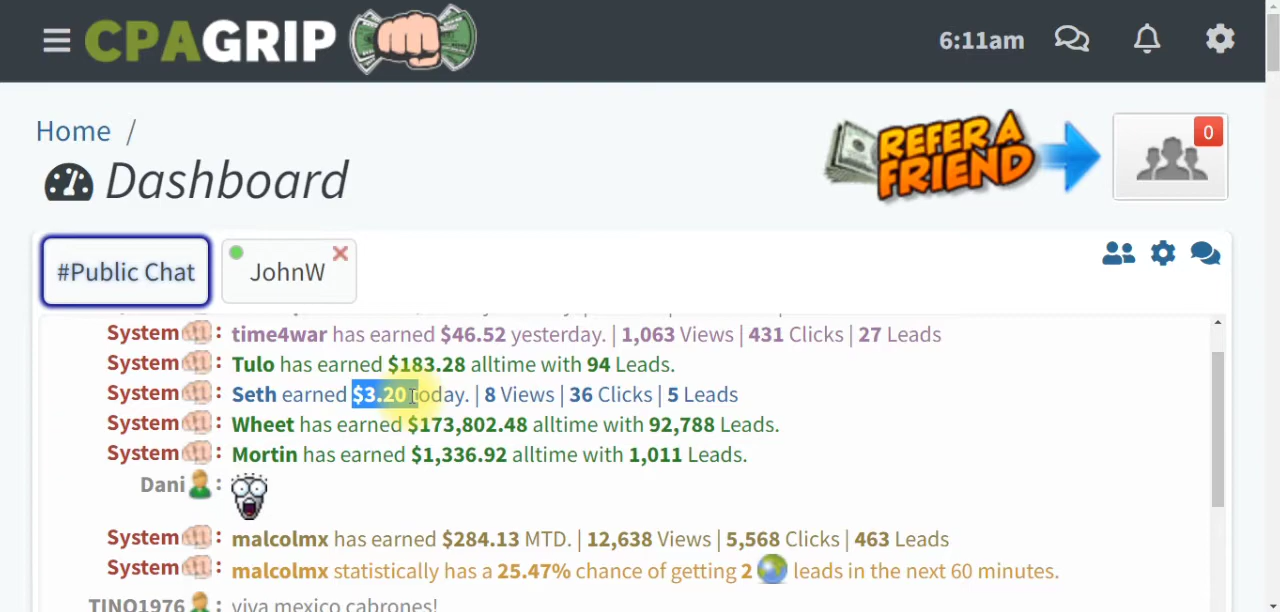 CPAGRIP
6:11am
Home /
Dashboard
REFER A
FRIEND
0
#Public Chat
JohnW
System : time4war has earned $46.52 yesterday. | 1,063 Views | 431 Clicks | 27 Leads
System : Tulo has earned $183.28 alltime with 94 Leads.
System : Seth earned $3.20 today. | 8 Views | 36 Clicks | 5 Leads
System : Wheet has earned $173,802.48 alltime with 92,788 Leads.
System : Mortin has earned $1,336.92 alltime with 1,011 Leads.
Dani :
System : malcolmx has earned $284.13 MTD. | 12,638 Views | 5,568 Clicks | 463 Leads
System : malcolmx statistically has a 25.47% chance of getting 2 leads in the next 60 minutes.
TINO1976 : viva mexico cabrones!